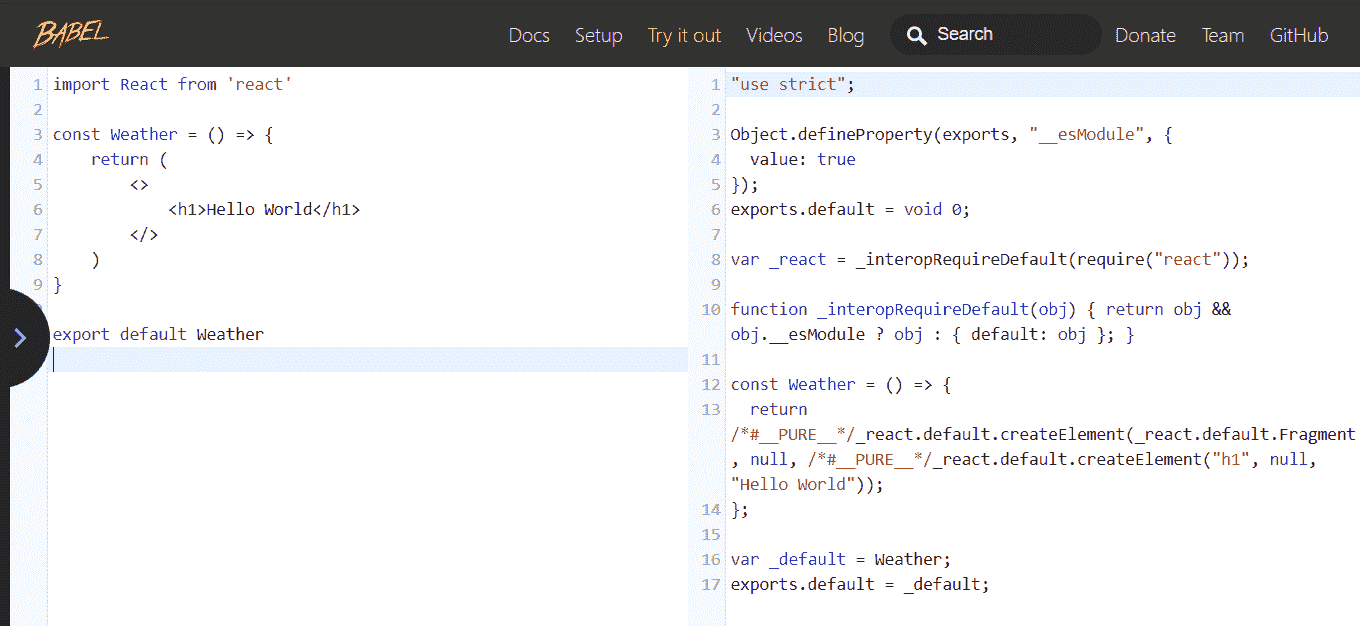 BABEL Docs Setup Try it out Videos Blog Search Donate Team GitHub
1 import React from 'react'
2
3 const Weather = () => {
4     return (
5         <>
6             <h1>Hello World</h1>
7         </>
8     )
9 }
export default Weather
1 "use strict";
2
3 Object.defineProperty(exports, "__esModule", {
4   value: true
5 });
6 exports.default = void 0;
7
8 var _react = _interopRequireDefault(require("react"));
9
10 function _interopRequireDefault(obj) { return obj &&
obj.__esModule ? obj : { default: obj }; }
11
12 const Weather = () => {
13   return
/*#__PURE__*/_react.default.createElement(_react.default.Fragment
, null, /*#__PURE__*/_react.default.createElement("h1", null,
"Hello World"));
14 };
15
16 var _default = Weather;
17 exports.default = _default;